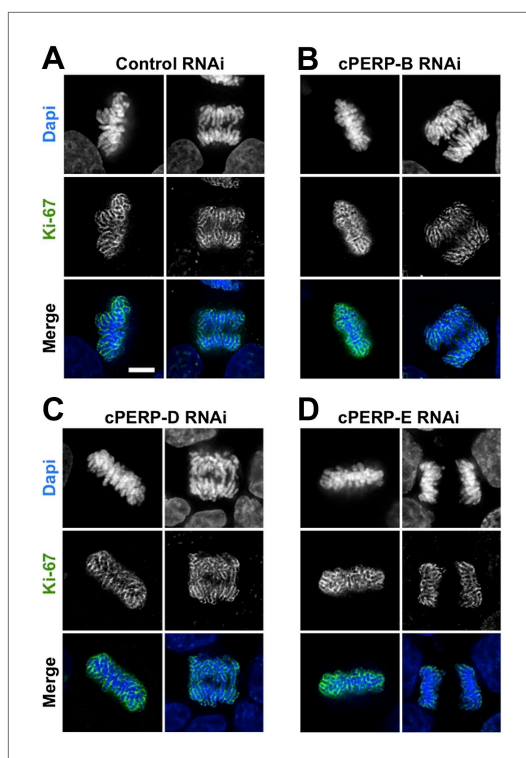 A
Control RNAi
Dapi
Ki-67
Merge
B
cPERP-B RNAi
C
cPERP-D RNAi
Dapi
Ki-67
Merge
D
cPERP-E RNAi